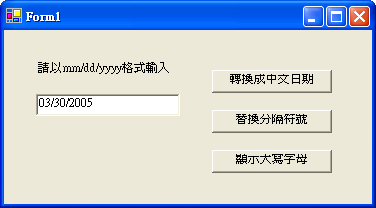 Form1
請以mm/dd/yyyy格式輸入
03/30/2005
轉換成中文日期
替換分隔符號
顯示大寫字母